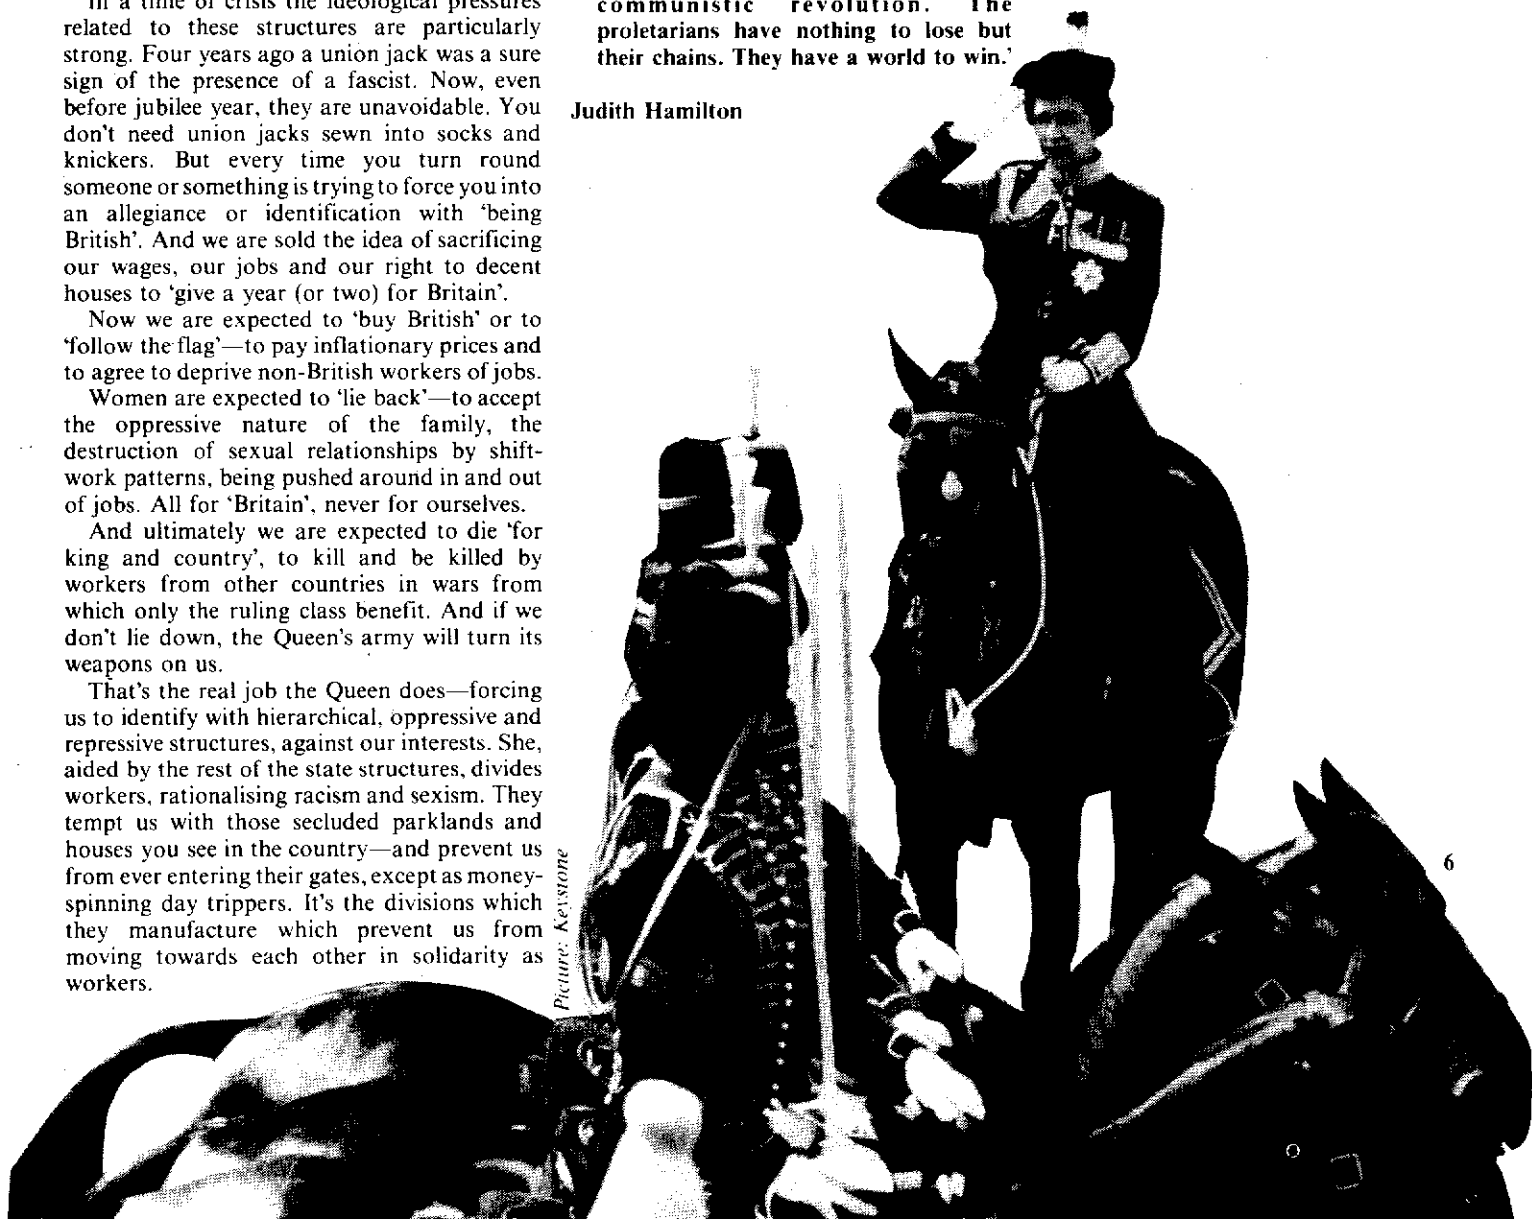 In a time of crisis the ideological pressures
related to these structures are particularly
strong. Four years ago a union jack was a sure
sign of the presence of a fascist. Now, even
before jubilee year, they are unavoidable. You
don't need union jacks sewn into socks and
knickers. But every time you turn round
someone or something is trying to force you into
an allegiance or identification with ‘being
British’. And we are sold the idea of sacrificing
our wages, our jobs and our right to decent
houses to ‘give a year (or two) for Britain’.
Now we are expected to ‘buy British’ or to
‘follow the flag’—to pay inflationary prices and
to agree to deprive non-British workers of jobs.
Women are expected to ‘lie back’—to accept
the oppressive nature of the family, the
destruction of sexual relationships by shift-
work patterns, being pushed around in and out
of jobs. All for ‘Britain’, never for ourselves.
And ultimately we are expected to die ‘for
king and country’, to kill and be killed by
workers from other countries in wars from
which only the ruling class benefit. And if we
don't lie down, the Queen's army will turn its
weapons on us.
That's the real job the Queen does—forcing
us to identify with hierarchical, oppressive and
repressive structures, against our interests. She,
aided by the rest of the state structures, divides
workers, rationalising racism and sexism. They
tempt us with those secluded parklands and
houses you see in the country—and prevent us
from ever entering their gates, except as money-
spinning day trippers. It's the divisions which
they manufacture which prevent us from
moving towards each other in solidarity as
workers.
communistic revolution. The
proletarians have nothing to lose but
their chains. They have a world to win.’
Judith Hamilton
Picture: Keystone
6